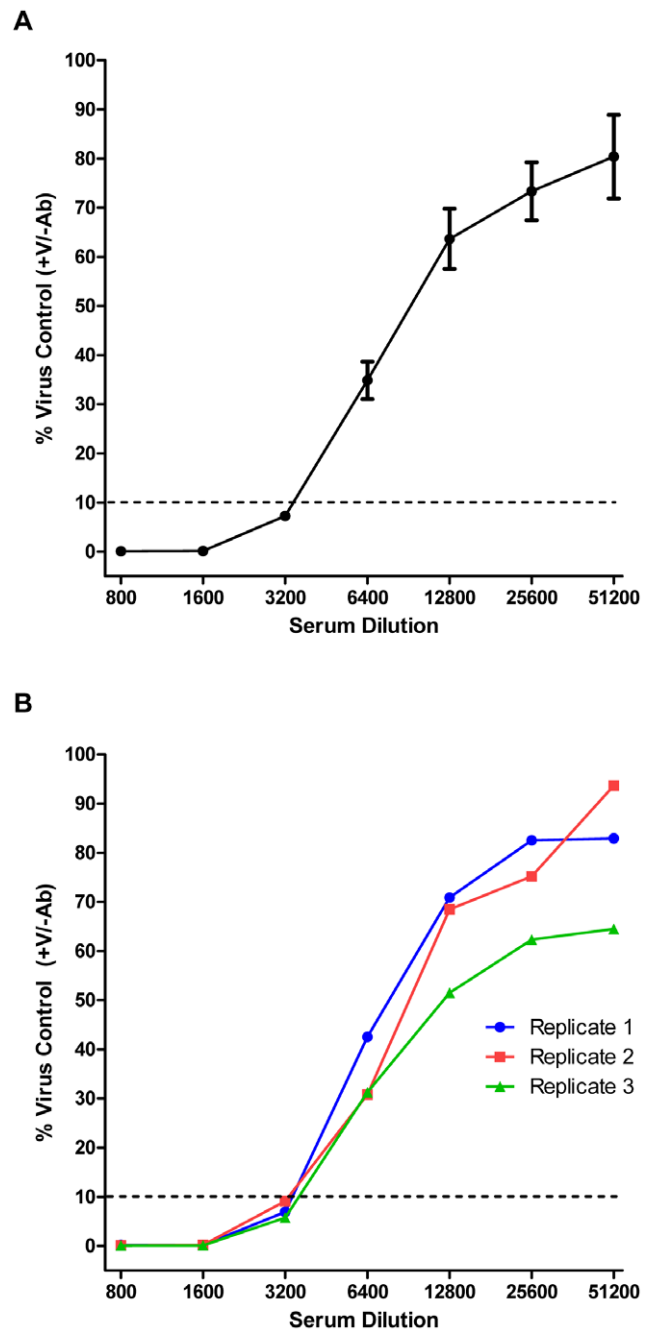 A
100
90
80
70
60
50
40
30
20
10
0
% Virus Control (+V/-Ab)
800 1600 3200 6400 12800 25600 51200
Serum Dilution
B
100
90
80
70
60
50
40
30
20
10
0
% Virus Control (+V/-Ab)
Replicate 1
Replicate 2
Replicate 3
800 1600 3200 6400 12800 25600 51200
Serum Dilution